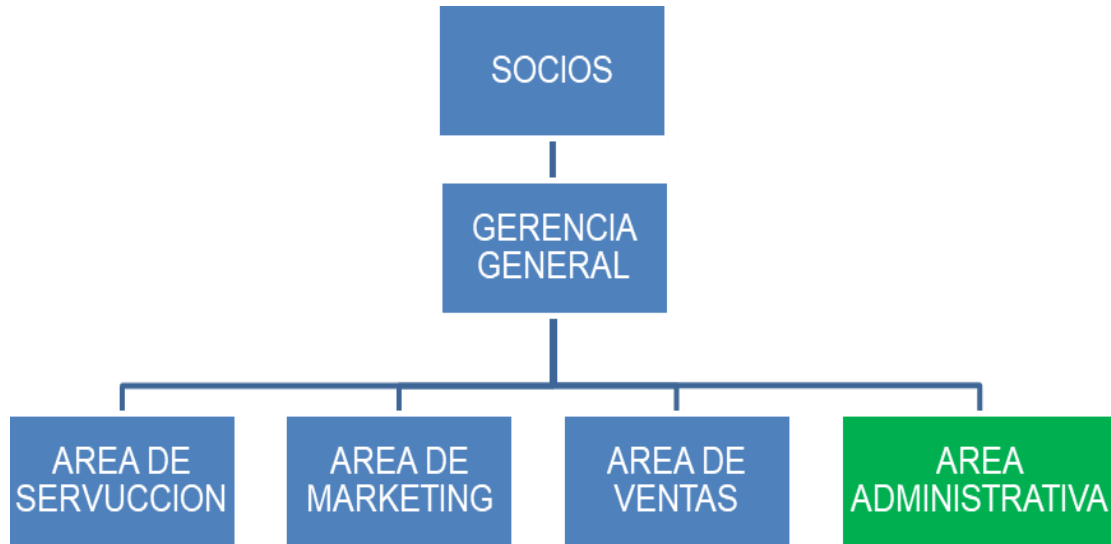 SOCIOS
GERENCIA
GENERAL
AREA DE
SERVUCCION
AREA DE
MARKETING
AREA DE
VENTAS
AREA
ADMINISTRATIVA